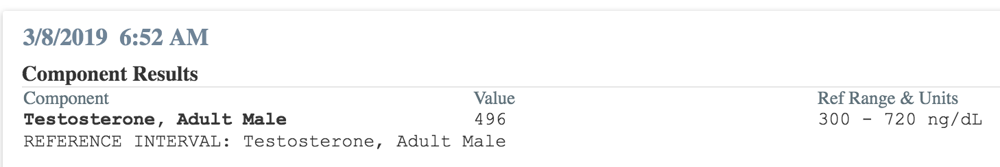 3/8/2019 6:52 AM
Component Results
Component Value Ref Range & Units
Testosterone, Adult Male 496 300 - 720 ng/dL
REFERENCE INTERVAL: Testosterone, Adult Male